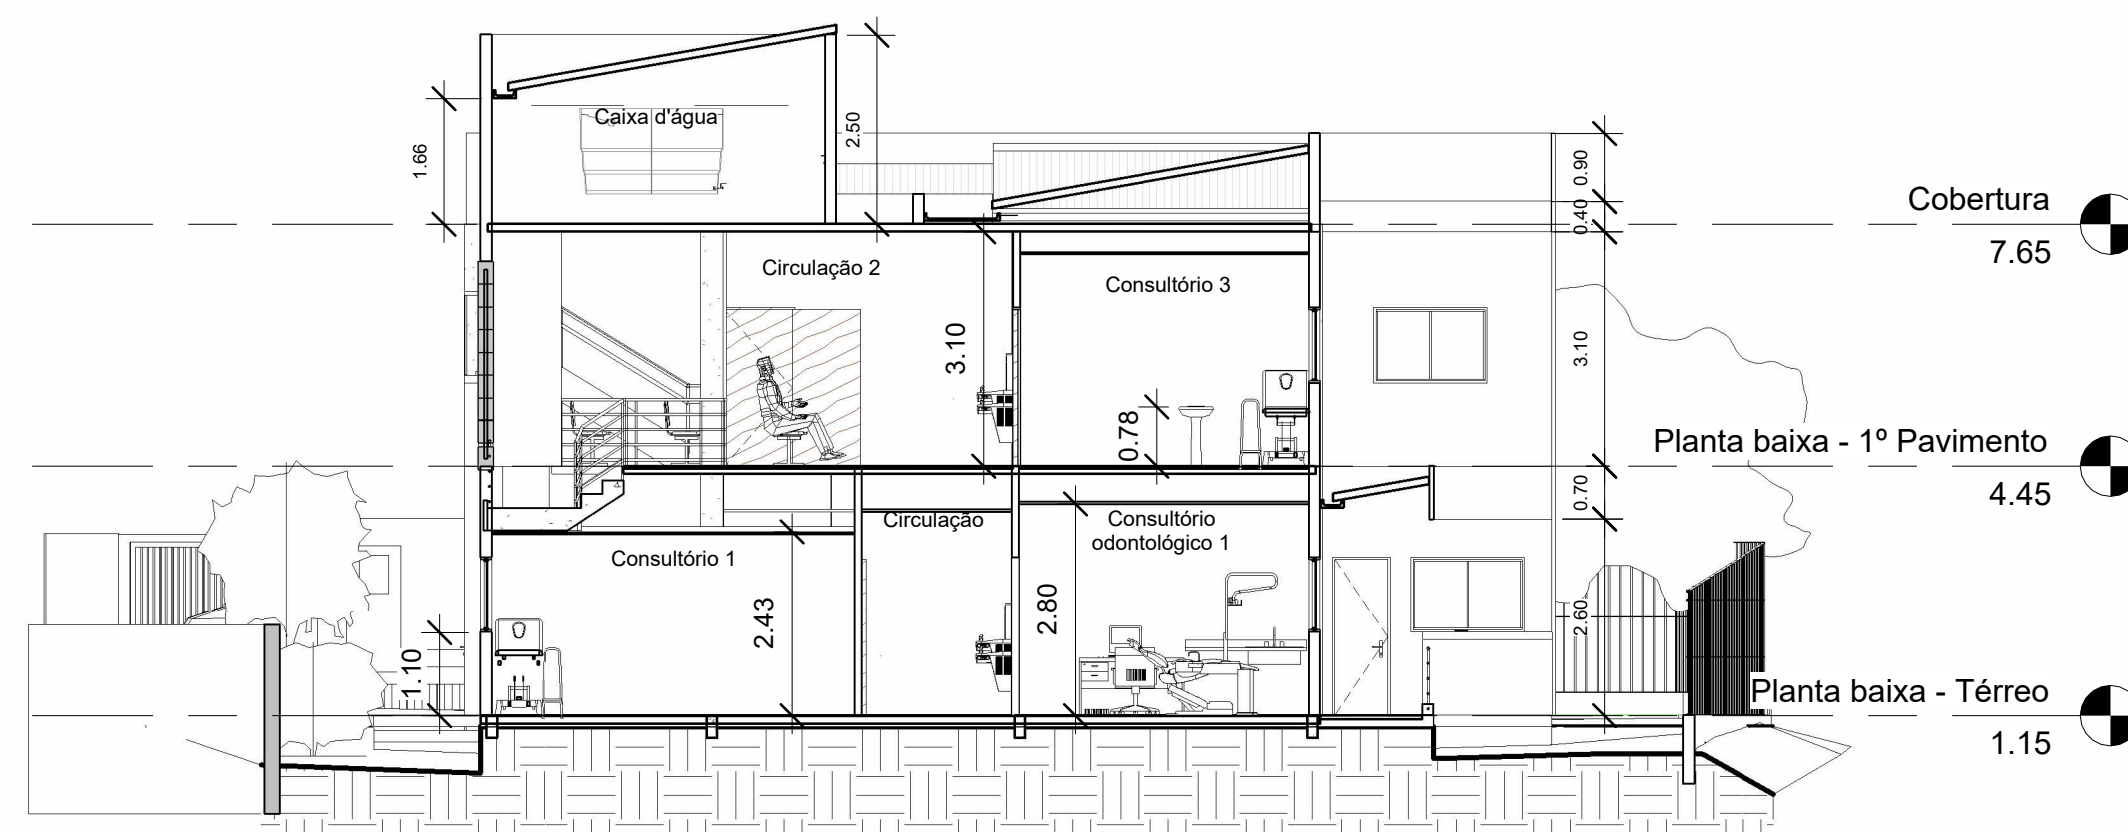 Caixa d'água
2.50
1.66
0.90
0.40
Cobertura
7.65
Circulação 2
Consultório 3
3.10
3.10
0.78
Planta baixa - 1º Pavimento
4.45
0.70
Circulação
Consultório
odontológico 1
Consultório 1
2.43
2.80
2.60
1.10
Planta baixa - Térreo
1.15